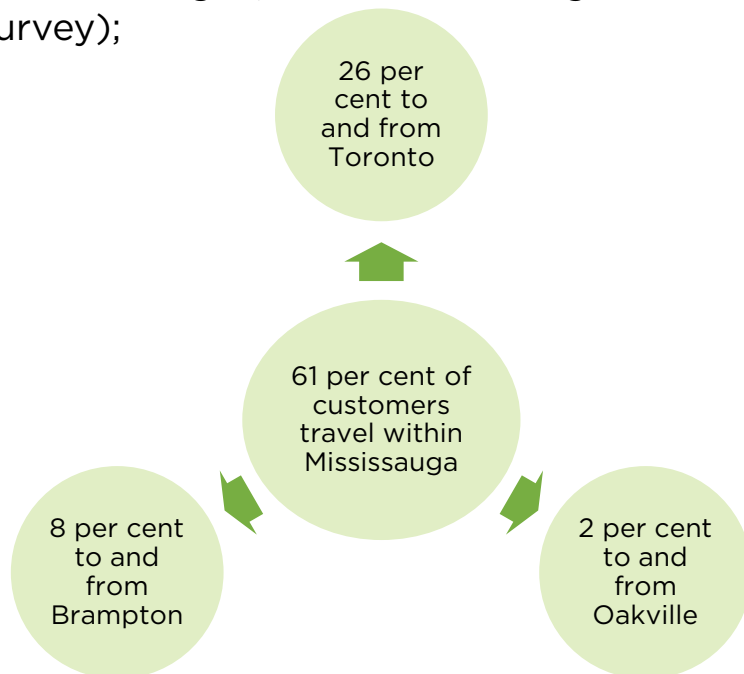 urvey);
26 per
cent to
and from
Toronto
61 per cent of
customers
travel within
Mississauga
8 per cent
to and
from
Brampton
2 per cent
to and
from
Oakville